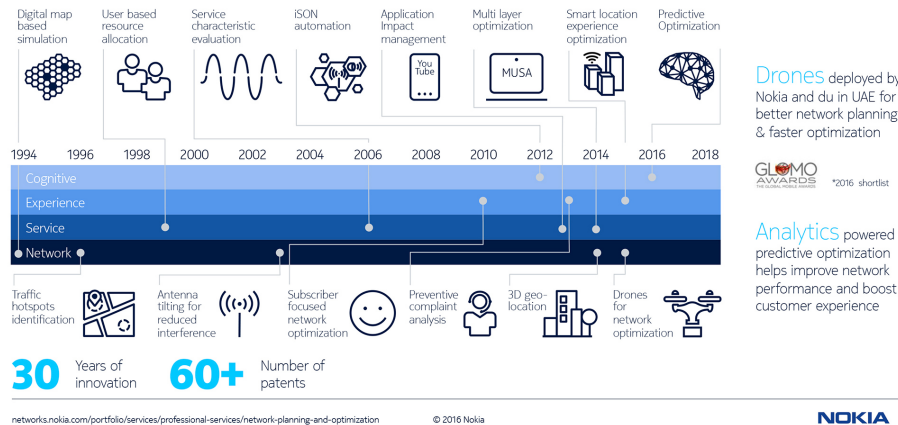 Digital map
based
simulation
User based
resource
allocation
Service
characteristic
evaluation
iSON
automation
Application
Impact
management
Multi layer
optimization
Smart location
experience
optimization
Predictive
Optimization
You
Tube
MUSA
1994 1996 1998 2000 2002 2004 2006 2008 2010 2012 2014 2016 2018
Cognitive
Experience
Service
Network
Traffic
hotspots
identification
Antenna
tilting for
reduced
interference
Subscriber
focused
network
optimization
Preventive
complaint
analysis
3D geo-
location
Drones
for
network
optimization
30 Years of
innovation
60+ Number of
patents
Drones deployed by
Nokia and du in UAE for
better network planning
& faster optimization
GLOMO
AWARDS
THE GLOBAL MOBILE AWARDS
*2016 shortlist
Analytics powered
predictive optimization
helps improve network
performance and boost
customer experience
networks.nokia.com/portfolio/services/professional-services/network-planning-and-optimization
© 2016 Nokia
NOKIA